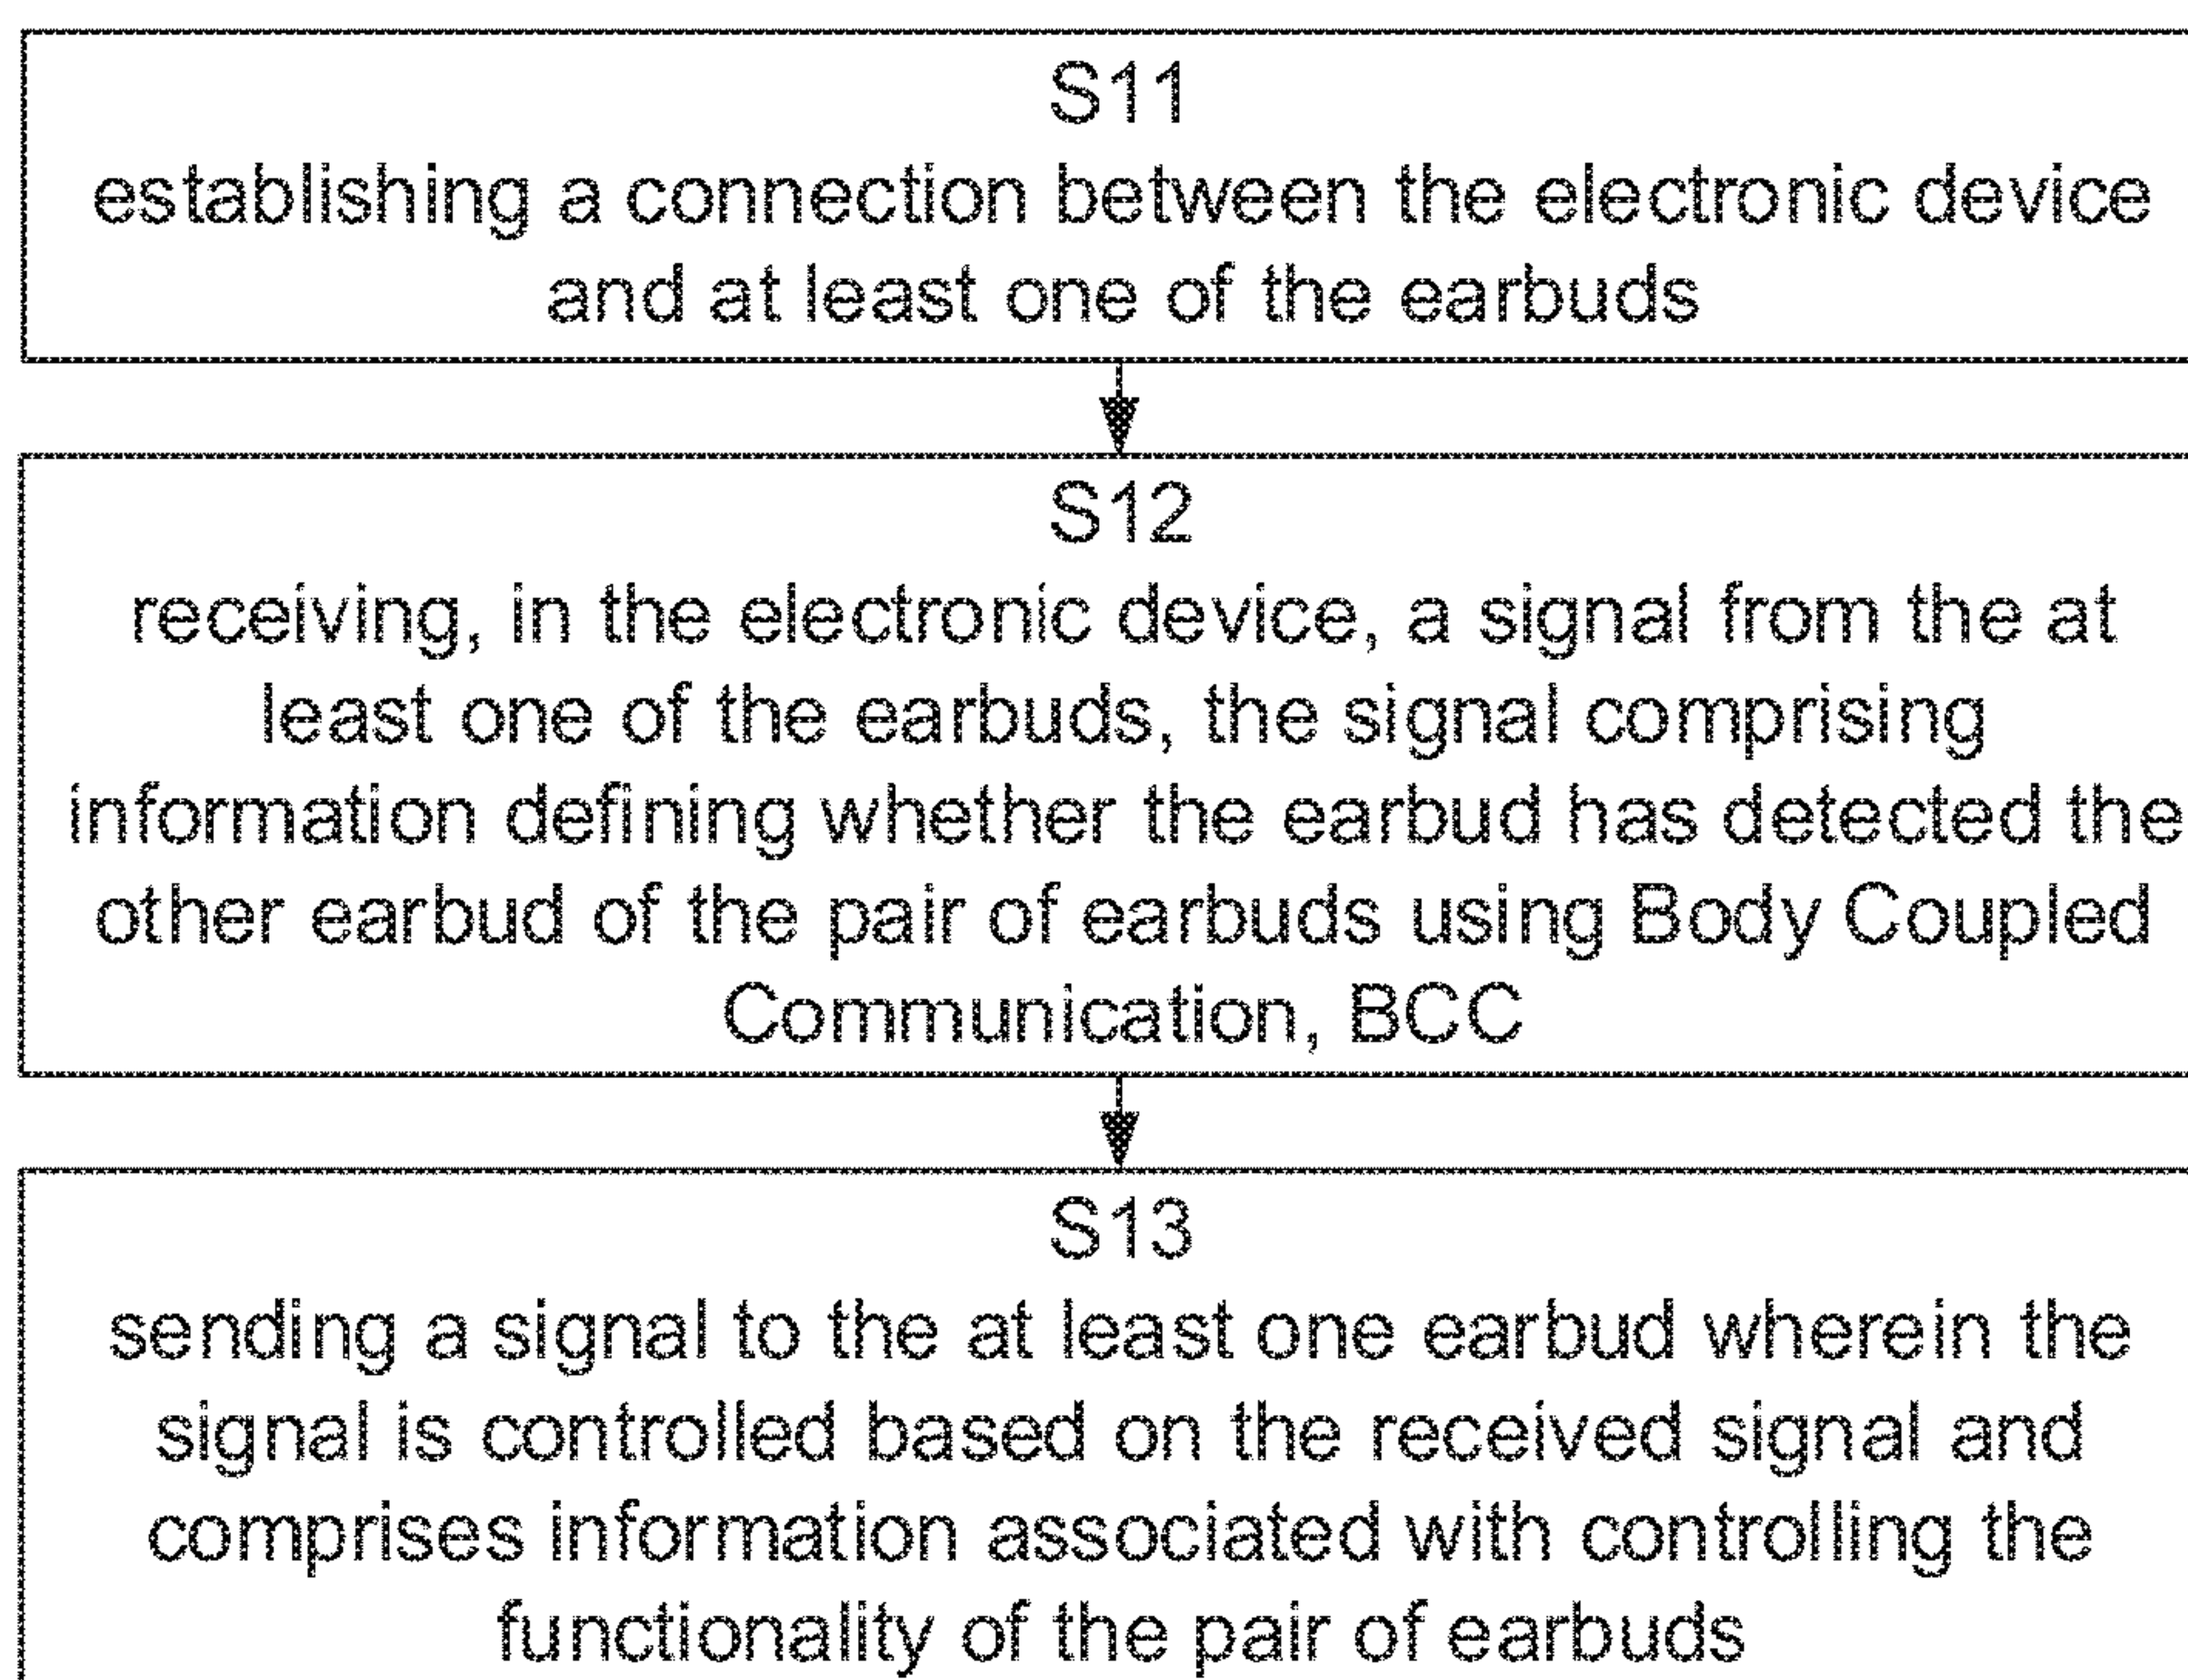 S11
establishing a connection between the electronic device
and at least one of the earbuds
S12
receiving, in the electronic device, a signal from the at
least one of the earbuds, the signal comprising
information defining whether the earbud has detected the
other earbud of the pair of earbuds using Body Coupled
Communication, BCC
S13
sending a signal to the at least one earbud wherein the
signal is controlled based on the received signal and
comprises information associated with controlling the
functionality of the pair of earbuds